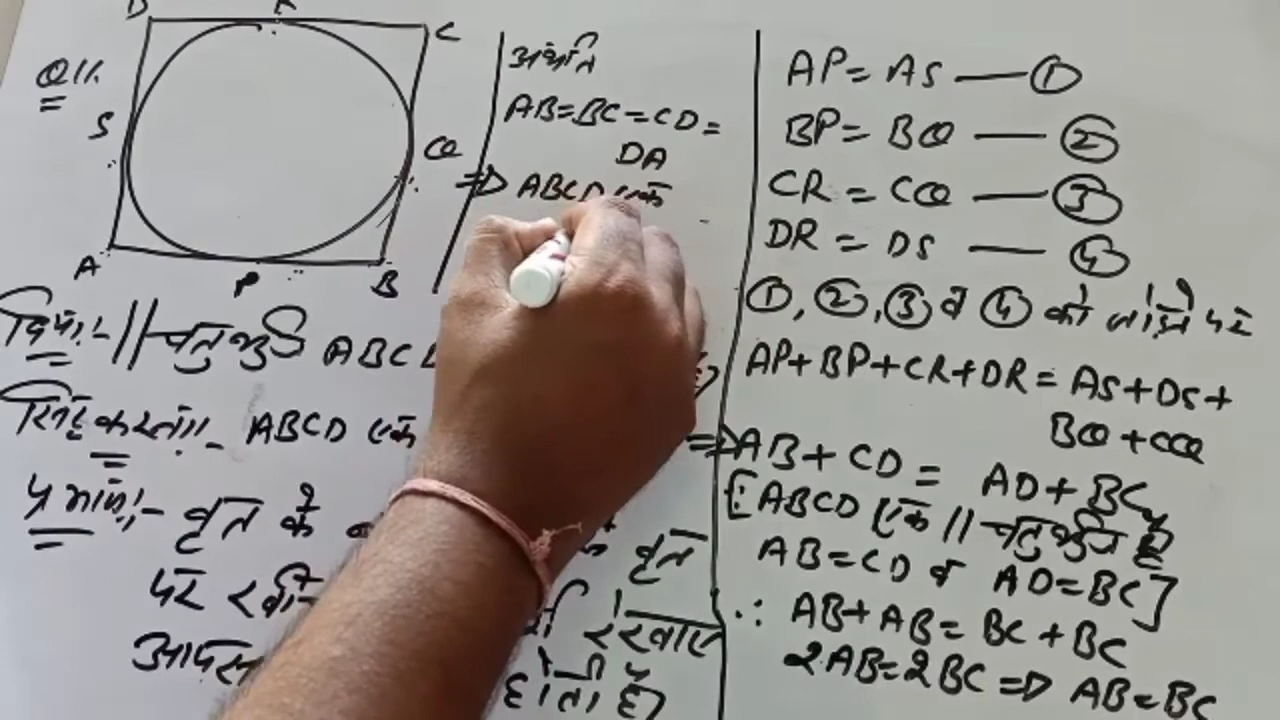 Q11.
D R C
S Q
A P B
दिया:- || चतुर्भुज ABCD
सिद्ध करना:- ABCD एक
प्रमाण:- वृत्त के
वृत्त
पर
रेखाएं
आपस
होती है
अर्थात
AB=BC=CD=
DA
⇒ ABCD एक
AP= AS — ①
BP= BQ — ②
CR = CQ — ③
DR = DS — ④
①, ②, ③ व ④ को जोड़ने पर
AP+BP+CR+DR= AS+DS+
BQ+CQ
⇒ AB+CD= AD+BC
[∵ ABCD एक || चतुर्भुज है
AB=CD व AD=BC]
∴ AB+AB= BC+BC
2AB=2BC ⇒ AB=BC